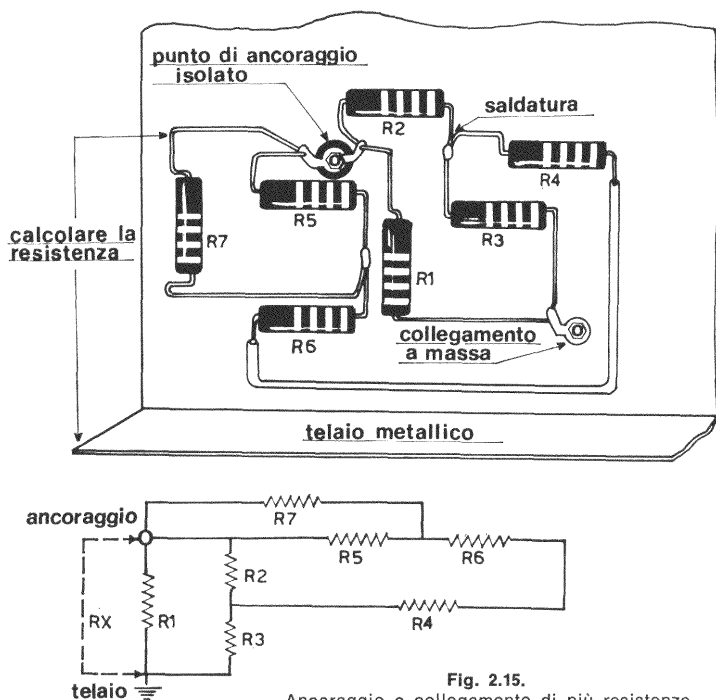 punto di ancoraggio
isolato
R2
saldatura
R4
R5
R7
R3
calcolare la
resistenza
R1
R6
collegamento
a massa
telaio metallico
ancoraggio
R7
R5
R6
R2
RX
R1
R4
R3
telaio
Fig. 2.15.
Ancoraggio e collegamento di più resistenze